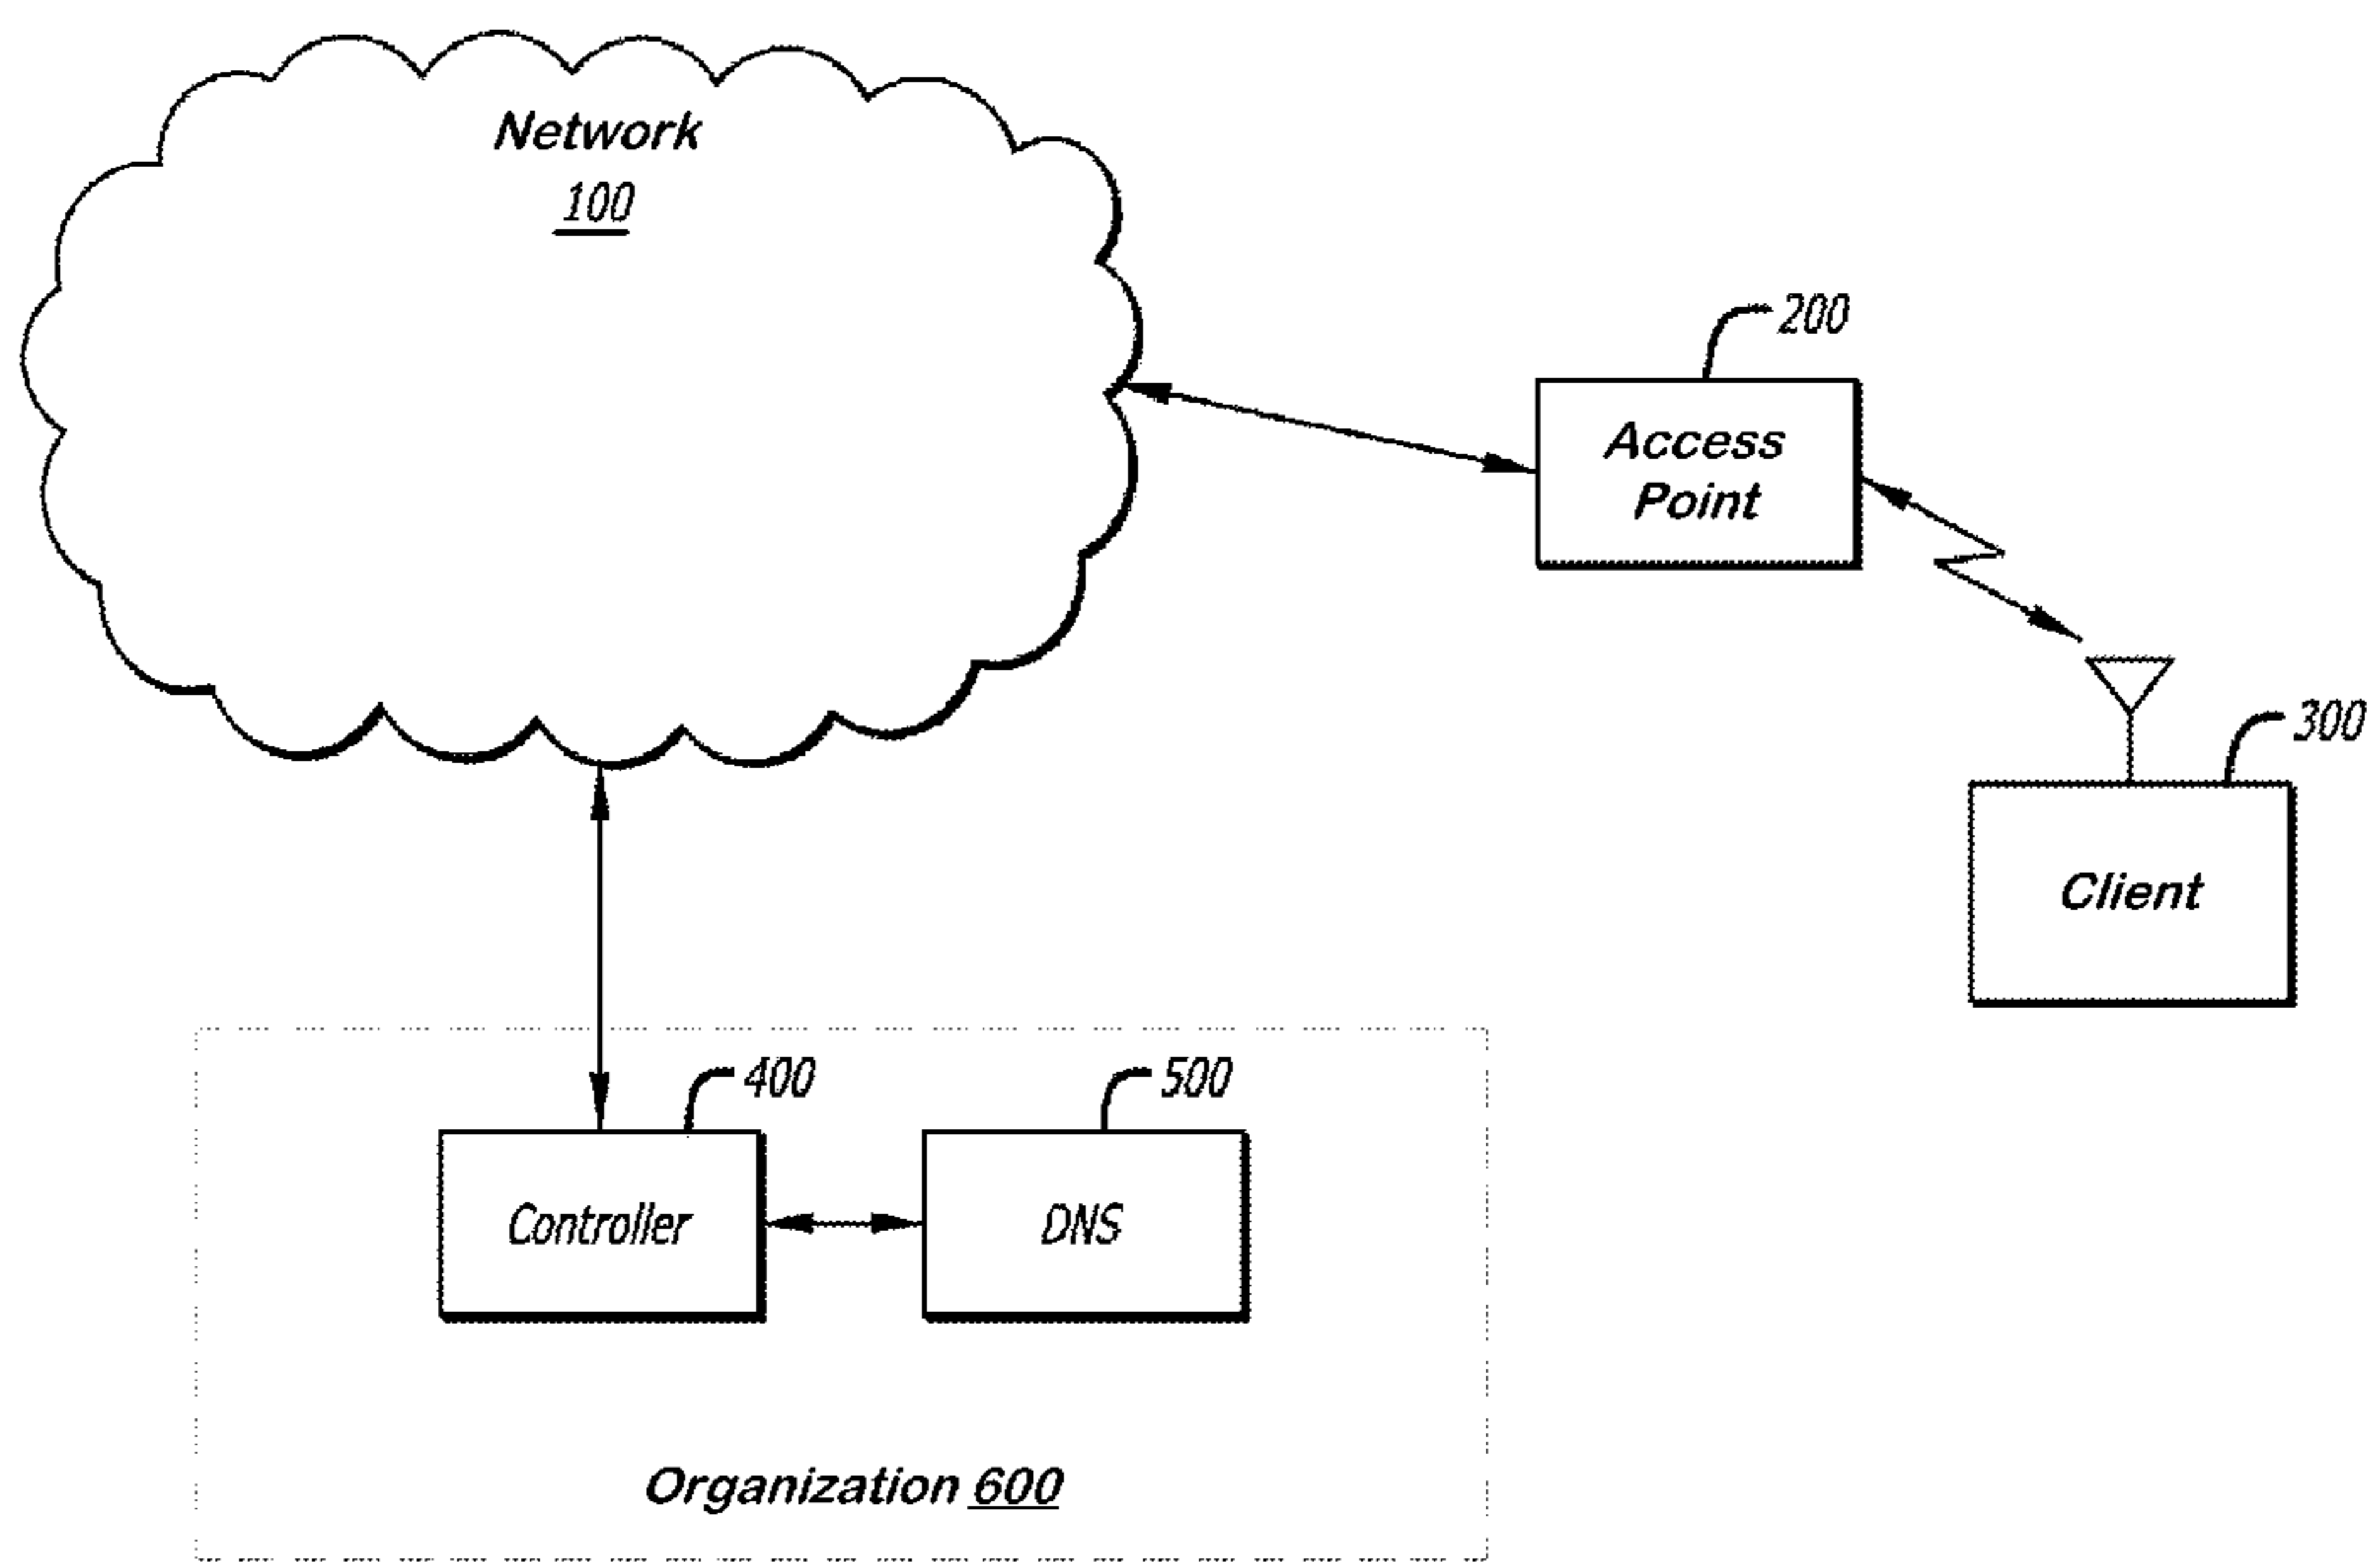 Network
100
200
Access
Point
300
Client
400
500
Controller
DNS
Organization 600